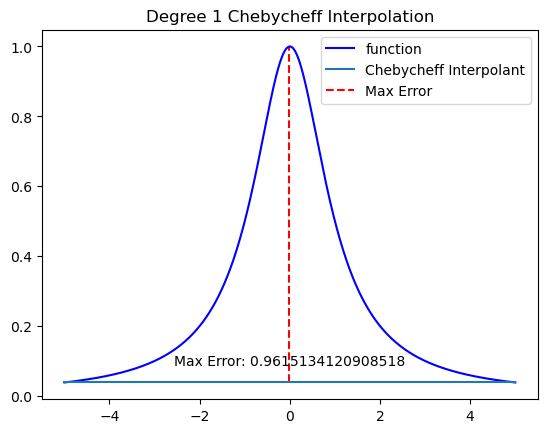 Degree 1 Chebycheff Interpolation
function
Chebycheff Interpolant
Max Error
1.0
0.8
0.6
0.4
0.2
0.0
Max Error: 0.9615134120908518
−4
−2
0
2
4